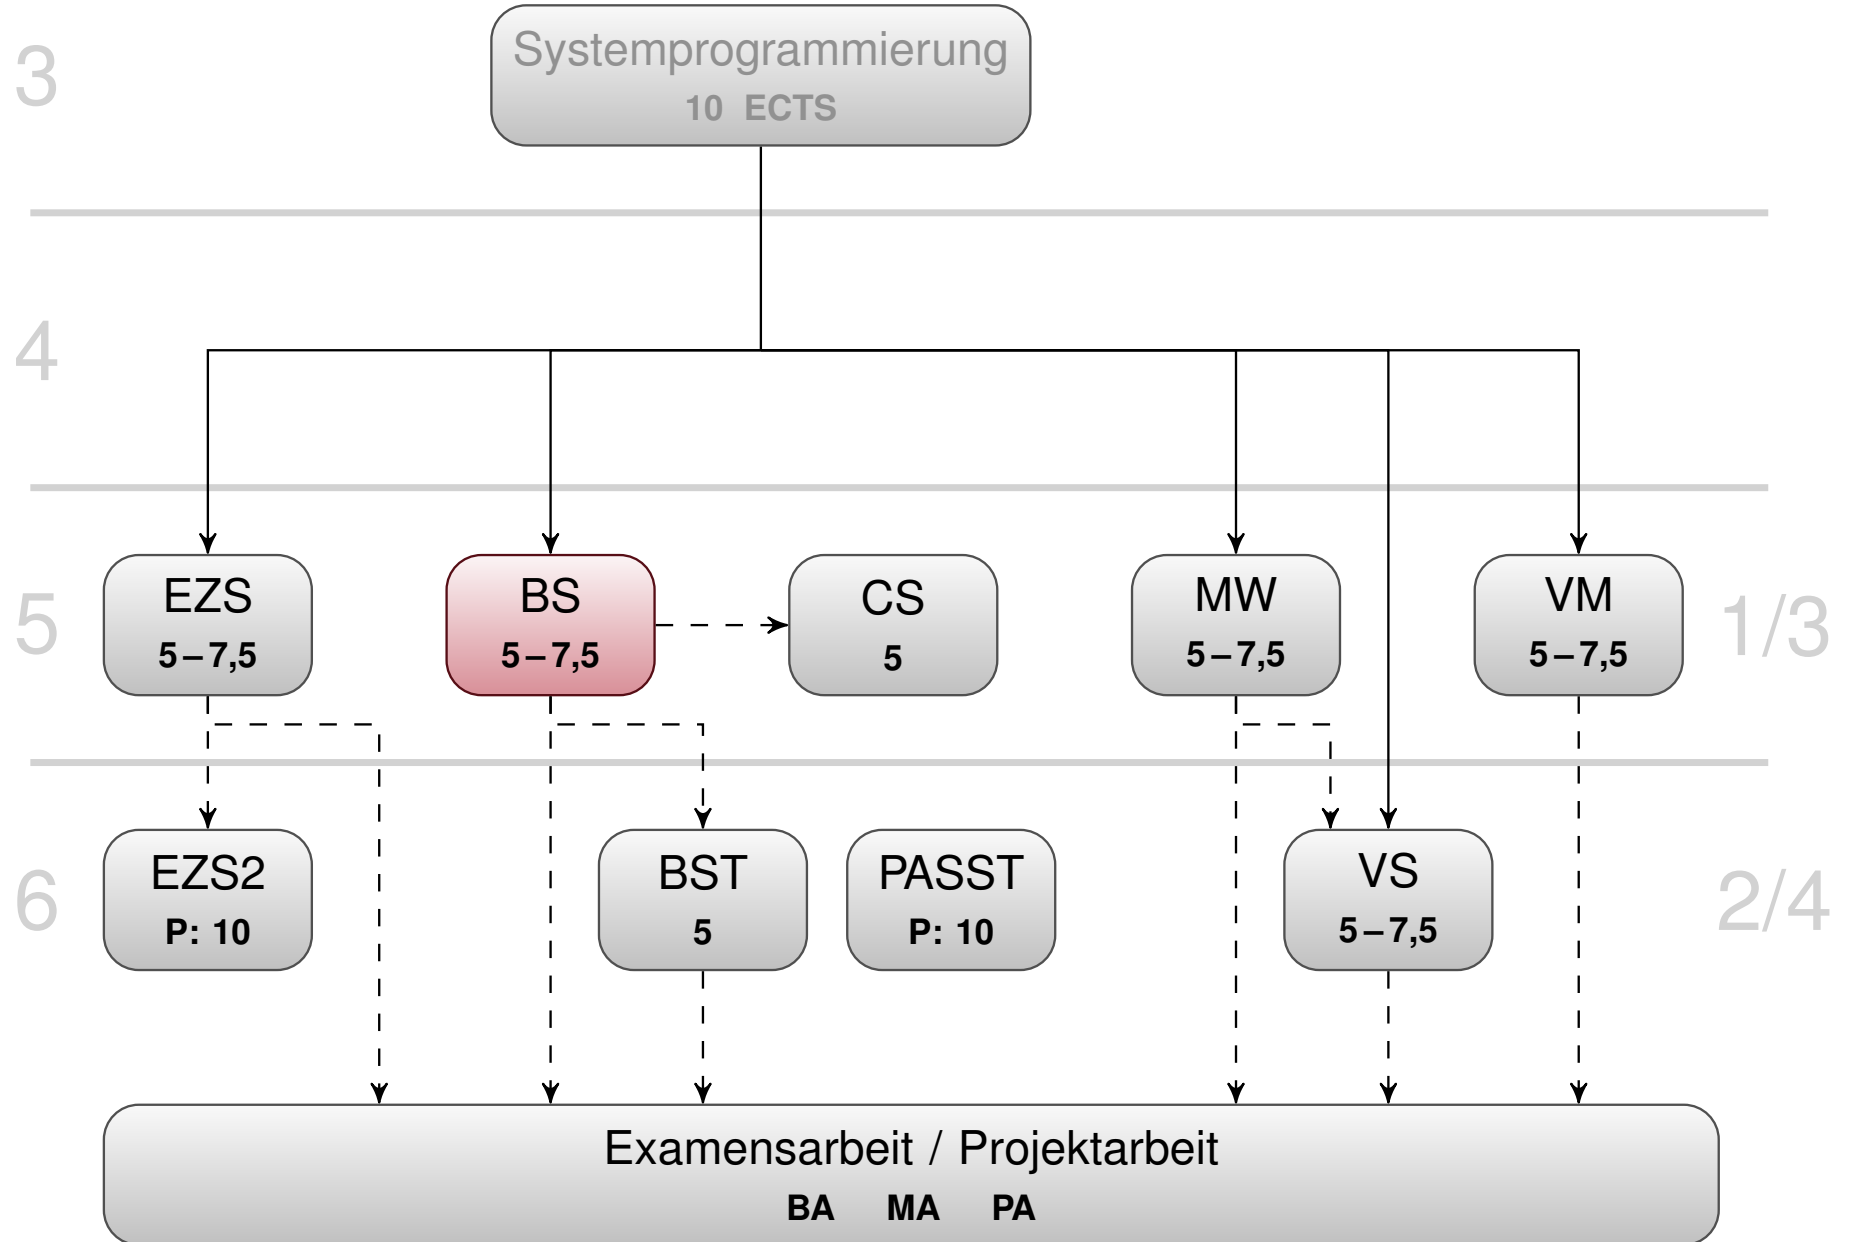 3
Systemprogrammierung
10 ECTS
4
5
EZS
5–7,5
BS
5–7,5
CS
5
MW
5–7,5
VM
5–7,5
1/3
6
EZS2
P: 10
BST
5
PASST
P: 10
VS
5–7,5
2/4
Examensarbeit / Projektarbeit
BA MA PA